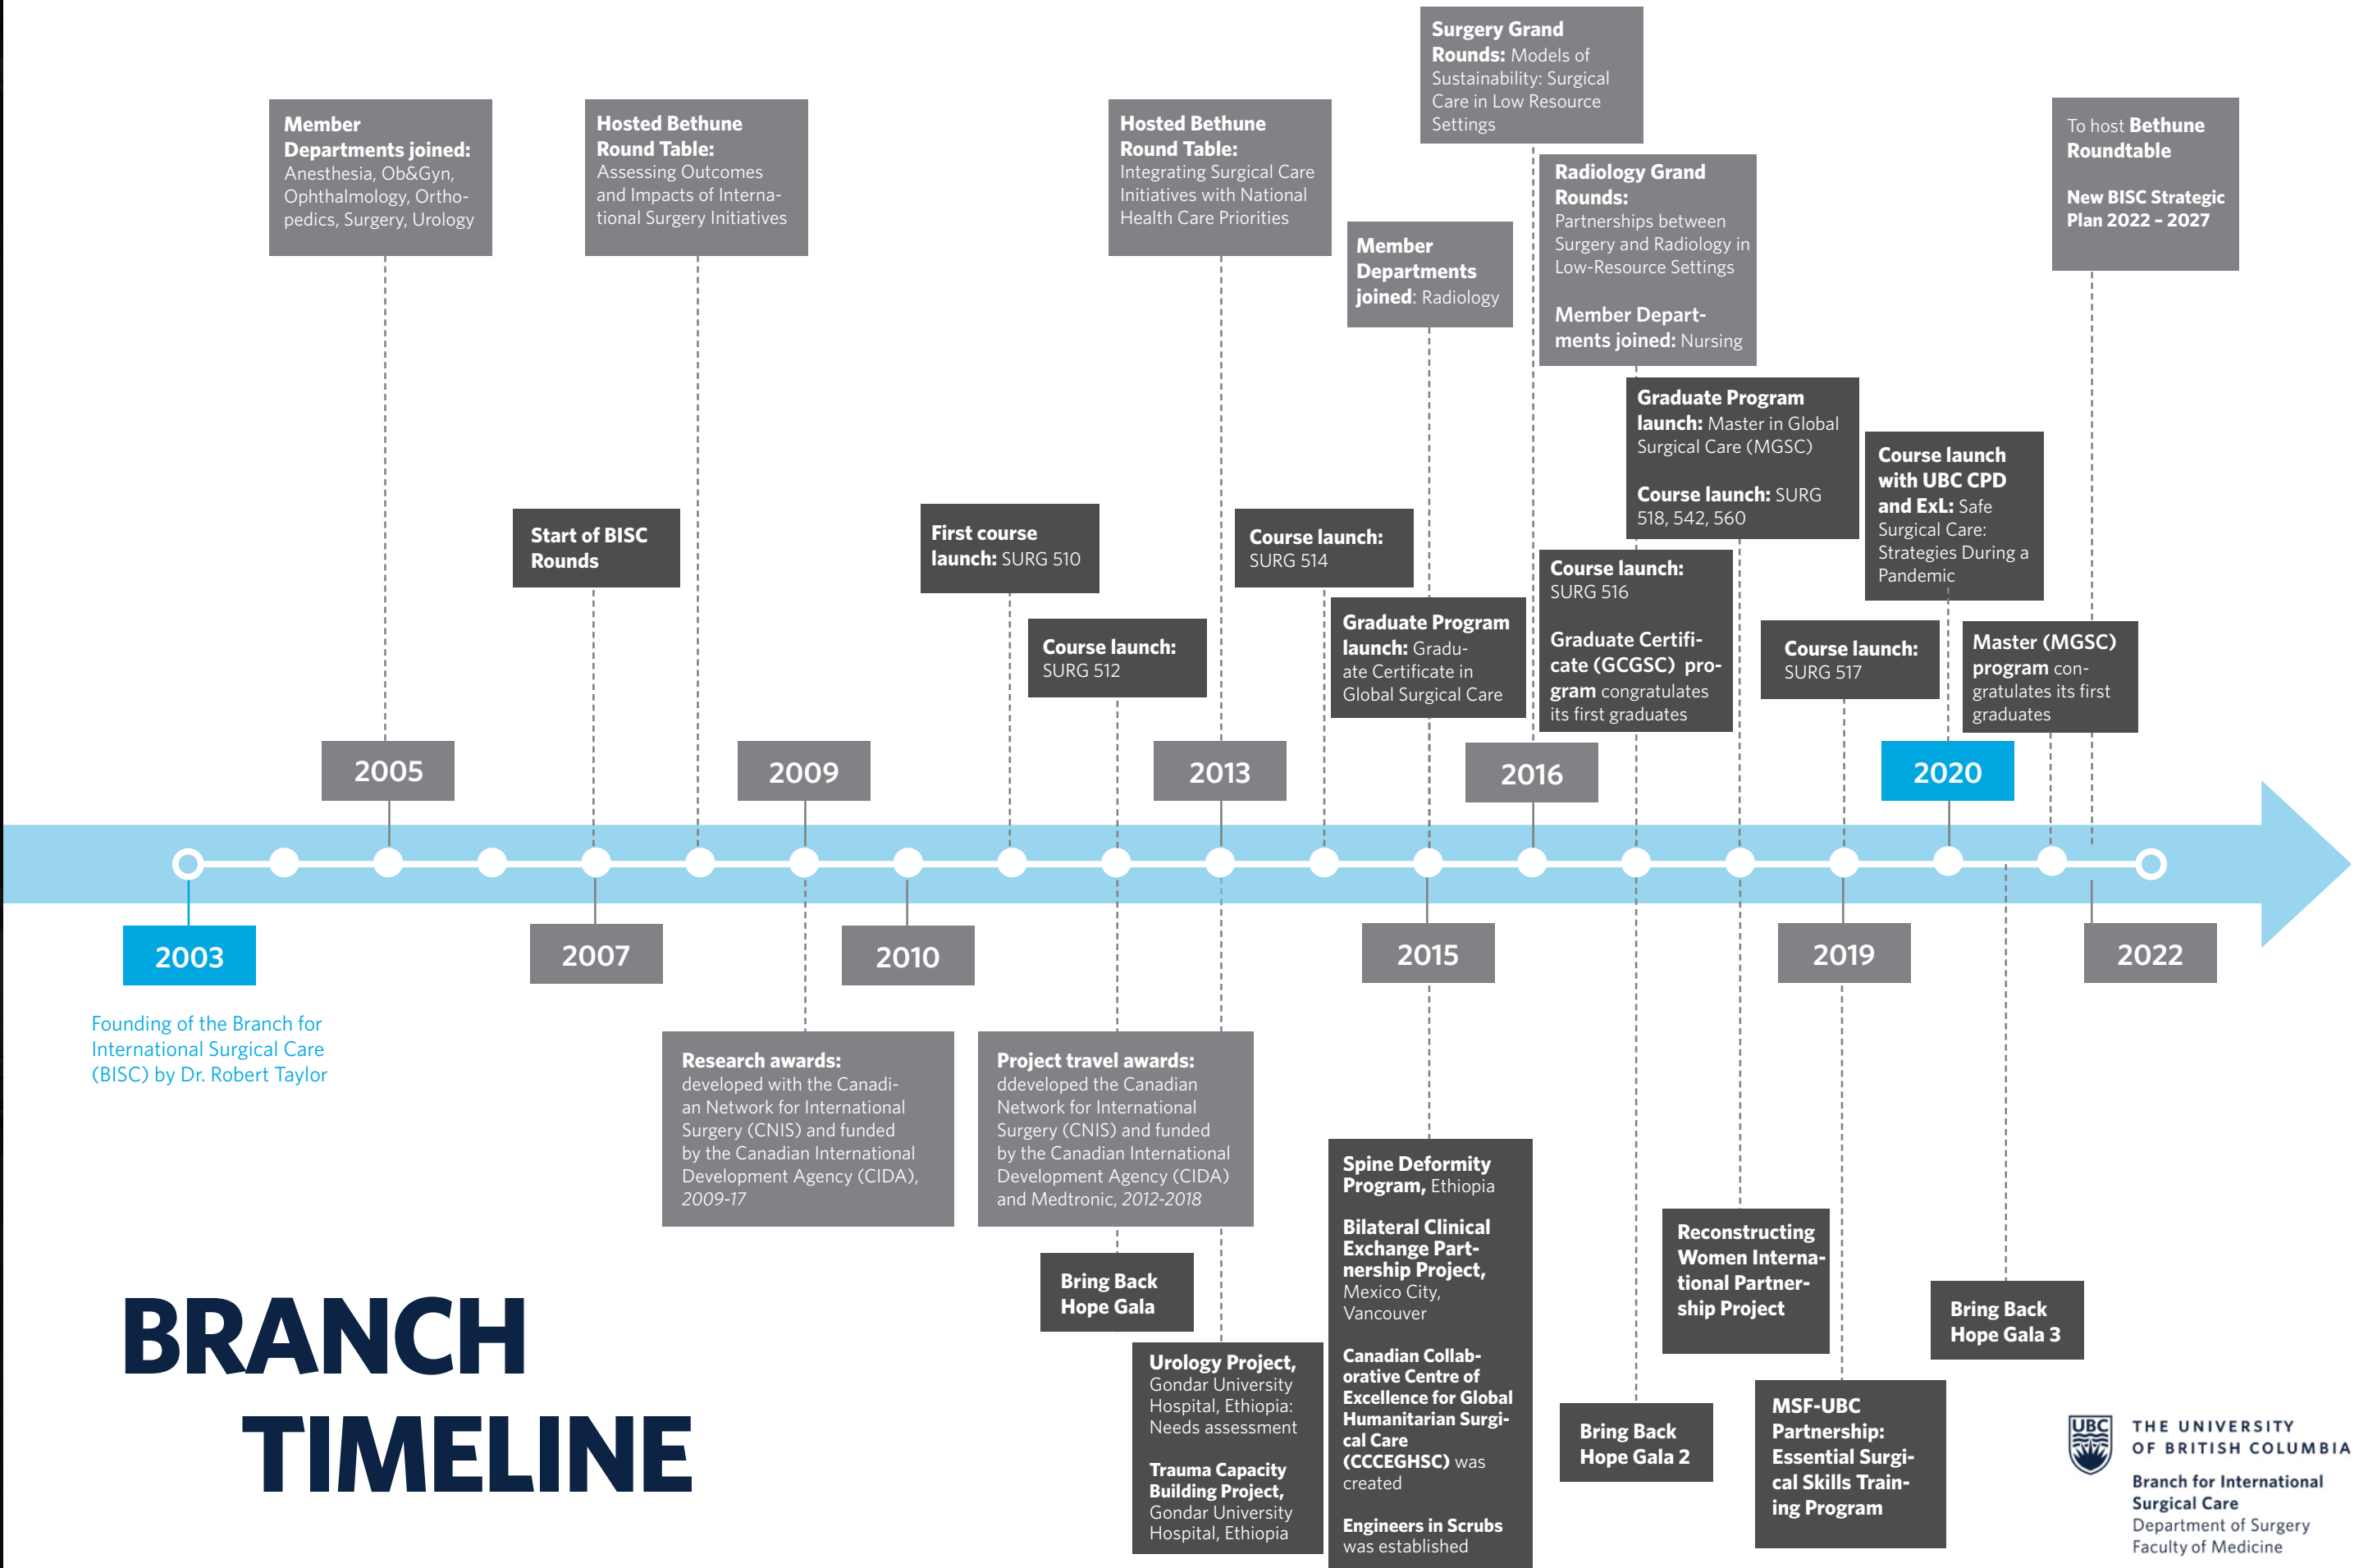 Surgery Grand
Rounds: Models of
Sustainability: Surgical
Care in Low Resource
Settings
Member
Departments joined:
Anesthesia, Ob&Gyn,
Ophthalmology, Ortho-
pedics, Surgery, Urology
Hosted Bethune
Round Table:
Assessing Outcomes
and Impacts of Interna-
tional Surgery Initiatives
Hosted Bethune
Round Table:
Integrating Surgical Care
Initiatives with National
Health Care Priorities
To host Bethune
Roundtable
New BISC Strategic
Plan 2022 – 2027
Member
Departments
joined: Radiology
Radiology Grand
Rounds:
Partnerships between
Surgery and Radiology in
Low-Resource Settings
Member Depart-
ments joined: Nursing
Graduate Program
launch: Master in Global
Surgical Care (MGSC)
Course launch: SURG
518, 542, 560
Course launch
with UBC CPD
and ExL: Safe
Surgical Care:
Strategies During a
Pandemic
Start of BISC
Rounds
First course
launch: SURG 510
Course launch:
SURG 514
Course launch:
SURG 512
Graduate Program
launch: Gradu-
ate Certificate in
Global Surgical Care
Course launch:
SURG 516
Graduate Certifi-
cate (GCGSC) pro-
gram congratulates
its first graduates
Course launch:
SURG 517
Master (MGSC)
program con-
gratulates its first
graduates
2005
2009
2013
2016
2020
2003
2007
2010
2015
2019
2022
Founding of the Branch for
International Surgical Care
(BISC) by Dr. Robert Taylor
Research awards:
developed with the Canadi-
an Network for International
Surgery (CNIS) and funded
by the Canadian International
Development Agency (CIDA),
2009-17
Project travel awards:
ddeveloped the Canadian
Network for International
Surgery (CNIS) and funded
by the Canadian International
Development Agency (CIDA)
and Medtronic, 2012-2018
Bring Back
Hope Gala
Urology Project,
Gondar University
Hospital, Ethiopia:
Needs assessment
Trauma Capacity
Building Project,
Gondar University
Hospital, Ethiopia
Spine Deformity
Program, Ethiopia
Bilateral Clinical
Exchange Part-
nership Project,
Mexico City,
Vancouver
Canadian Collab-
orative Centre of
Excellence for Global
Humanitarian Surgi-
cal Care
(CCCEGHSC) was
created
Engineers in Scrubs
was established
Bring Back
Hope Gala 2
Reconstructing
Women Interna-
tional Partner-
ship Project
MSF-UBC
Partnership:
Essential Surgi-
cal Skills Train-
ing Program
Bring Back
Hope Gala 3
BRANCH
TIMELINE
UBC
THE UNIVERSITY
OF BRITISH COLUMBIA
Branch for International
Surgical Care
Department of Surgery
Faculty of Medicine